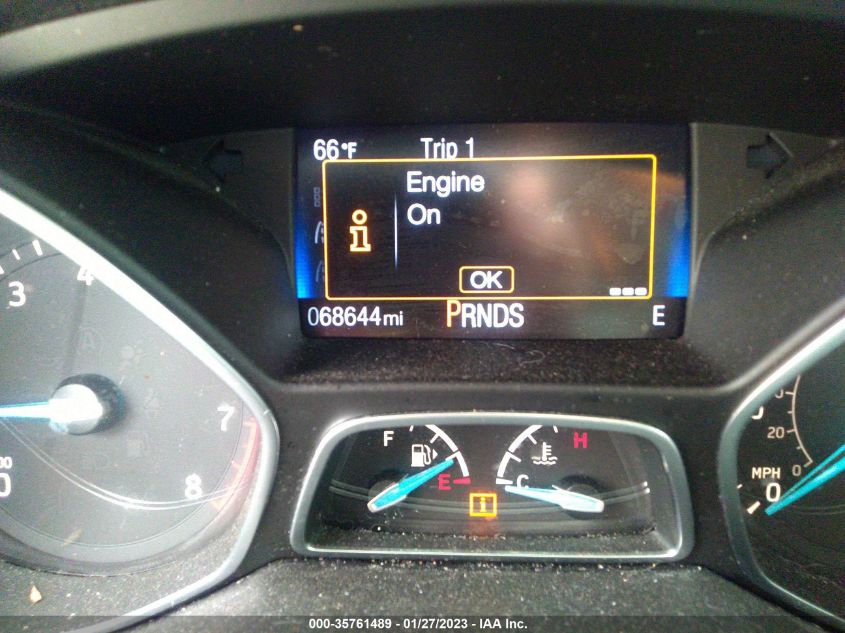 66°F Trip 1
Engine
On
i
OK
068644mi PRNDS E
3 4
7
8
F E
C H
i
20 0
MPH 0
000-35761489 - 01/27/2023 - IAA Inc.